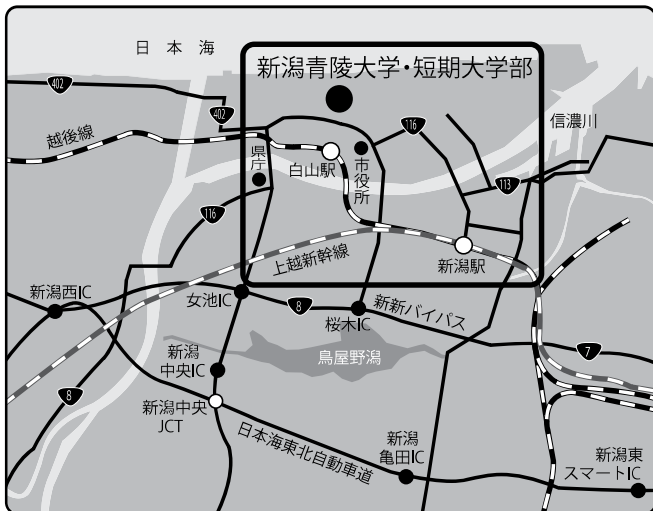 日本海
新潟青陵大学・短期大学部
402
402
116
信濃川
越後線
県庁
白山駅
市役所
113
116
上越新幹線
新潟駅
新潟西IC
女池IC
8
桜木IC
新新バイパス
7
鳥屋野潟
新潟
中央IC
8
新潟中央
JCT
日本海東北自動車道
新潟
亀田IC
新潟東
スマートIC